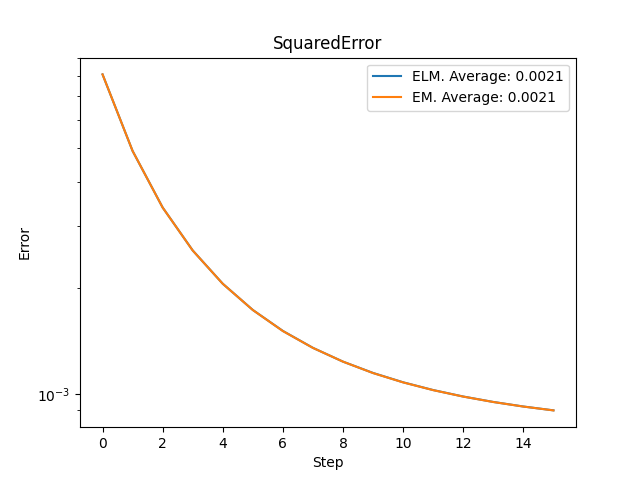 SquaredError
ELM. Average: 0.0021
EM. Average: 0.0021
Error
10⁻³
0 2 4 6 8 10 12 14
Step